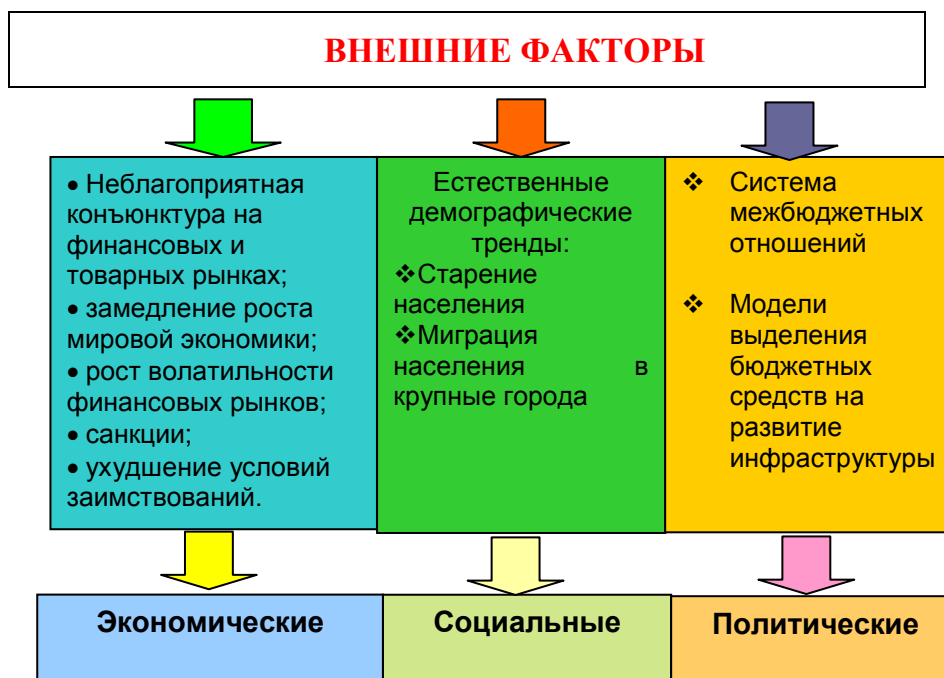 ВНЕШНИЕ ФАКТОРЫ
• Неблагоприятная
конъюнктура на
финансовых и
товарных рынках;
• замедление роста
мировой экономики;
• рост волатильности
финансовых рынков;
• санкции;
• ухудшение условий
заимствований.
Естественные
демографические
тренды:
❖Старение
населения
❖Миграция
населения в
крупные города
❖ Система
межбюджетных
отношений
❖ Модели
выделения
бюджетных
средств на
развитие
инфраструктуры
Экономические
Социальные
Политические